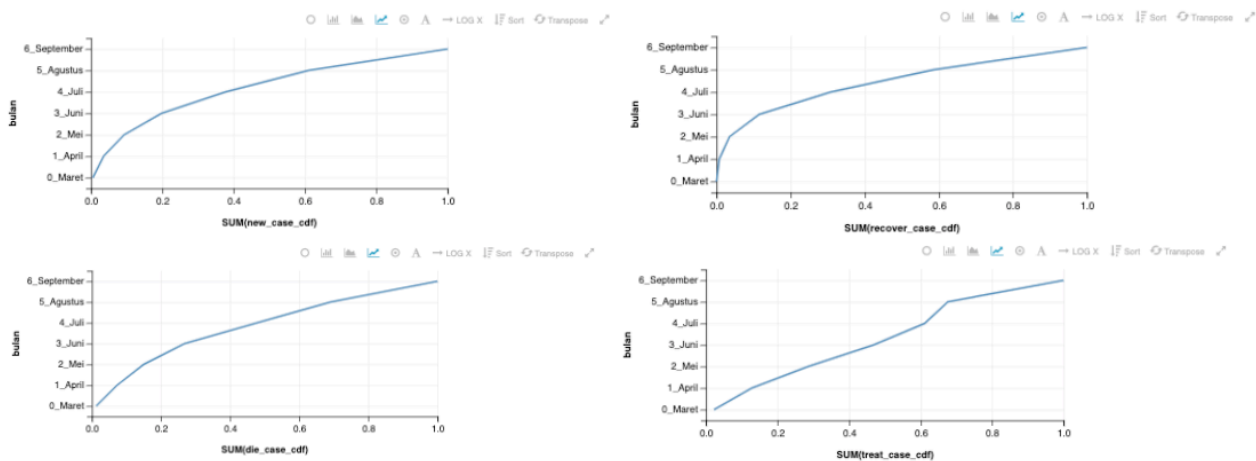 A LOG X Sort Transpose
6_September
5_Agustus
4_Juli
3_Juni
2_Mei
1_April
0_Maret
bulan
0.0 0.2 0.4 0.6 0.8 1.0
SUM(new_case_cdf)
A LOG X Sort Transpose
6_September
5_Agustus
4_Juli
3_Juni
2_Mei
1_April
0_Maret
bulan
0.0 0.2 0.4 0.6 0.8 1.0
SUM(recover_case_cdf)
A LOG X Sort Transpose
6_September
5_Agustus
4_Juli
3_Juni
2_Mei
1_April
0_Maret
bulan
0.0 0.2 0.4 0.6 0.8 1.0
SUM(die_case_cdf)
A LOG X Sort Transpose
6_September
5_Agustus
4_Juli
3_Juni
2_Mei
1_April
0_Maret
bulan
0.0 0.2 0.4 0.6 0.8 1.0
SUM(treat_case_cdf)